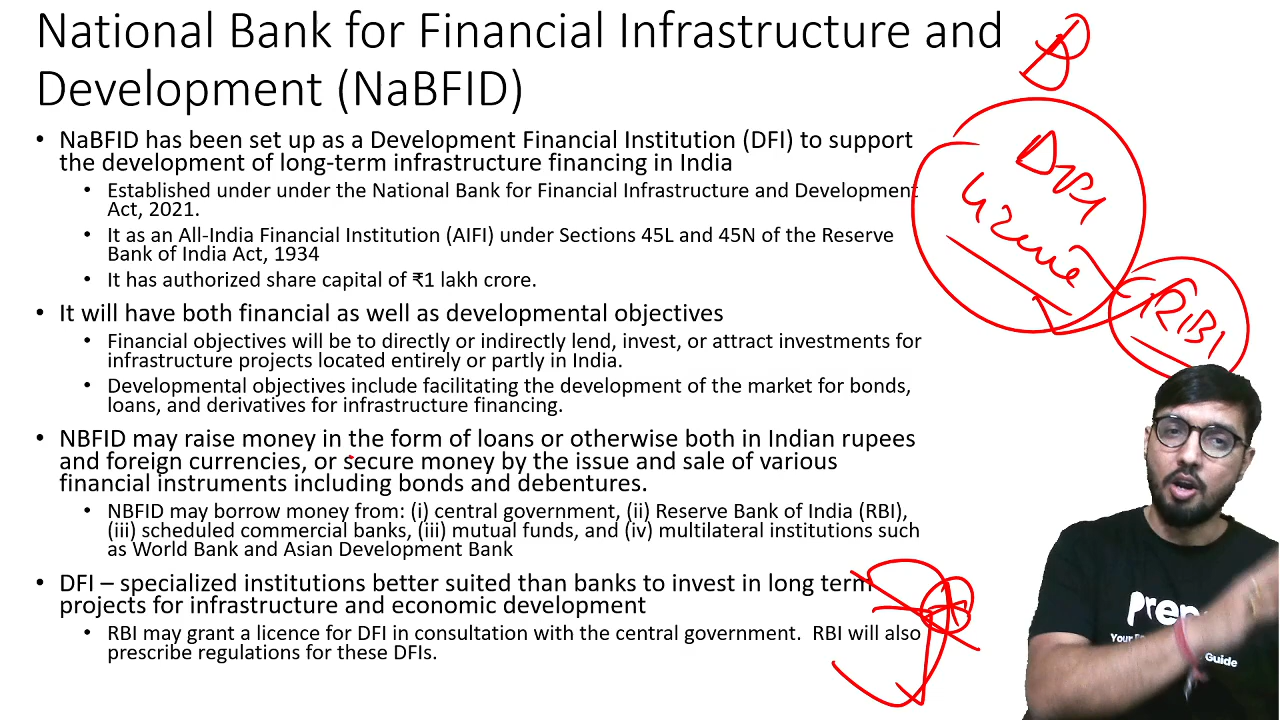 National Bank for Financial Infrastructure and
Development (NaBFID)
• NaBFID has been set up as a Development Financial Institution (DFI) to support
the development of long-term infrastructure financing in India
• Established under under the National Bank for Financial Infrastructure and Development
Act, 2021.
• It as an All-India Financial Institution (AIFI) under Sections 45L and 45N of the Reserve
Bank of India Act, 1934
• It has authorized share capital of ₹1 lakh crore.
• It will have both financial as well as developmental objectives
• Financial objectives will be to directly or indirectly lend, invest, or attract investments for
infrastructure projects located entirely or partly in India.
• Developmental objectives include facilitating the development of the market for bonds,
loans, and derivatives for infrastructure financing.
• NBFID may raise money in the form of loans or otherwise both in Indian rupees
and foreign currencies, or secure money by the issue and sale of various
financial instruments including bonds and debentures.
• NBFID may borrow money from: (i) central government, (ii) Reserve Bank of India (RBI),
(iii) scheduled commercial banks, (iii) mutual funds, and (iv) multilateral institutions such
as World Bank and Asian Development Bank
• DFI – specialized institutions better suited than banks to invest in long term
projects for infrastructure and economic development
• RBI may grant a licence for DFI in consultation with the central government. RBI will also
prescribe regulations for these DFIs.
B
DFI
RBI
prep
Your
Guide